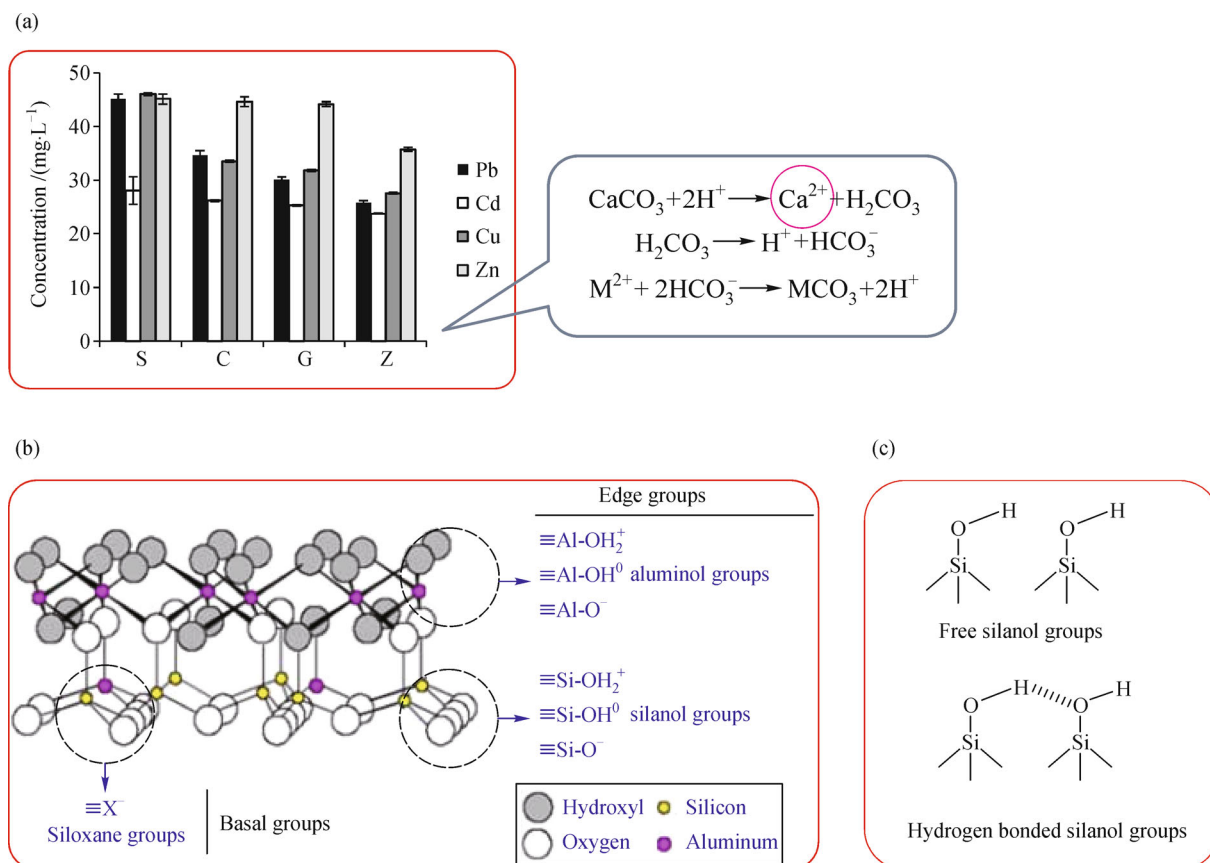 (a)
Concentration /(mg·L⁻¹)
50
40
30
20
10
0
S C G Z
Pb
Cd
Cu
Zn
CaCO₃+2H⁺⟶Ca²⁺+H₂CO₃
H₂CO₃⟶H⁺+HCO₃⁻
M²⁺+2HCO₃⁻⟶MCO₃+2H⁺
(b)
Edge groups
≡Al-OH₂⁺
≡Al-OH⁰ aluminol groups
≡Al-O⁻
≡Si-OH₂⁺
≡Si-OH⁰ silanol groups
≡Si-O⁻
≡X⁻
Siloxane groups
Basal groups
Hydroxyl Silicon
Oxygen Aluminum
(c)
O H O H
Si Si
Free silanol groups
O H O H
Si Si
Hydrogen bonded silanol groups